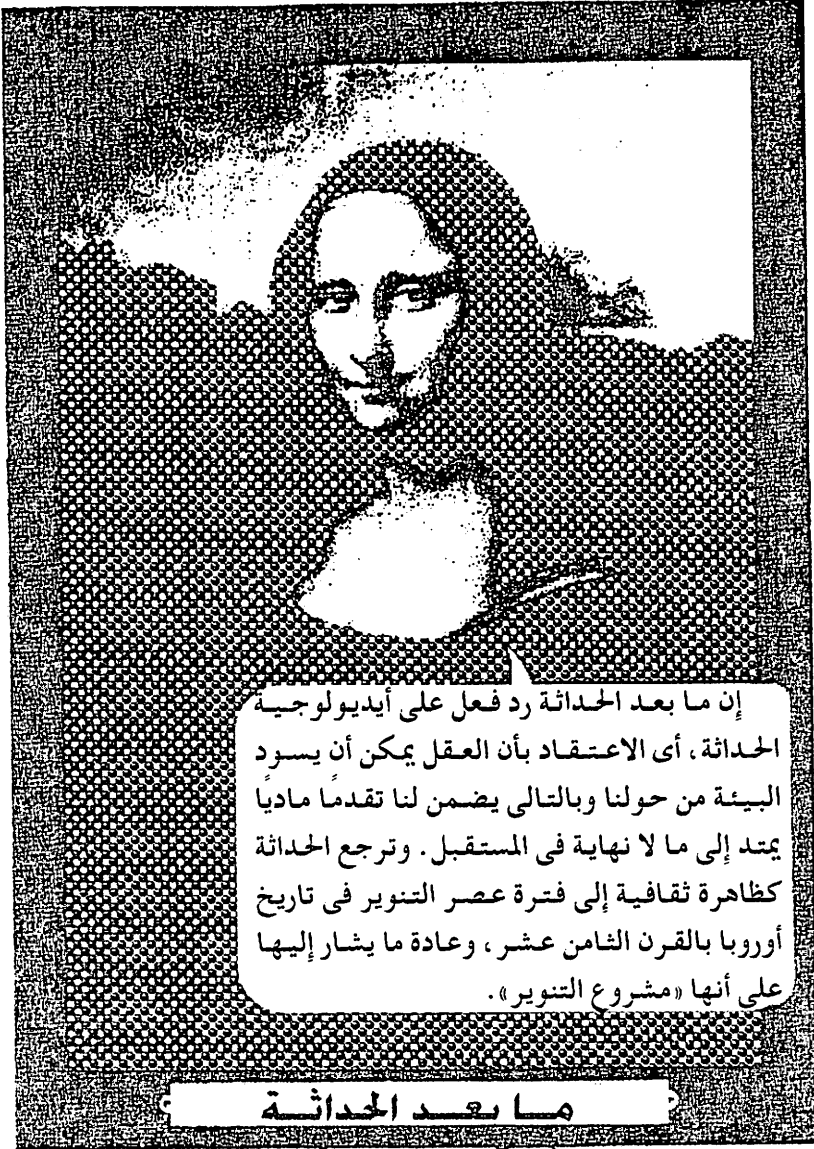 إن ما بعد الحداثة رد فعل على أيديولوجية
الحداثة، أى الاعتقاد بأن العقل يمكن أن يسود
البيئة من حولنا وبالتالى يضمن لنا تقدمًا ماديًا
يمتد إلى ما لا نهاية فى المستقبل. وترجع الحداثة
كظاهرة ثقافية إلى فترة عصر التنوير فى تاريخ
أوروبا بالقرن الثامن عشر، وعادة ما يشار إليها
على أنها «مشروع التنوير».
ما بعد الحداثة